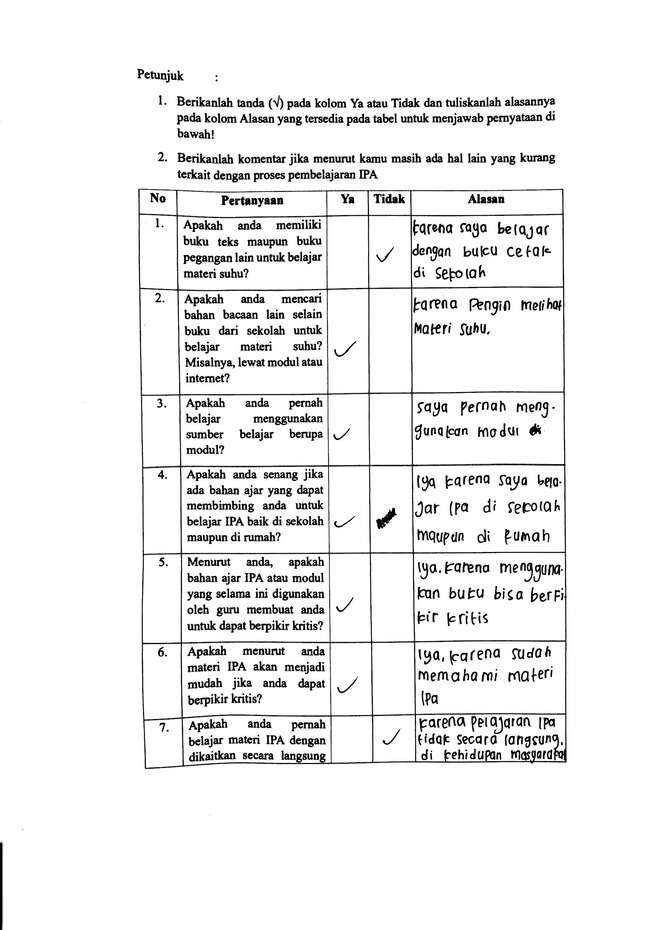 Petunjuk :
1. Berikanlah tanda (√) pada kolom Ya atau Tidak dan tuliskanlah alasannya
pada kolom Alasan yang tersedia pada tabel untuk menjawab pernyataan di
bawah!
2. Berikanlah komentar jika menurut kamu masih ada hal lain yang kurang
terkait dengan proses pembelajaran IPA
No Pertanyaan Ya Tidak Alasan
1. Apakah anda memiliki
buku teks maupun buku
pegangan lain untuk belajar
materi suhu?
✓
karena saya belajar
dengan buku cetak
di sekolah
2. Apakah anda mencari
bahan bacaan lain selain
buku dari sekolah untuk
belajar materi suhu?
Misalnya, lewat modul atau
internet?
✓
karena Pengin melihat
Materi suhu.
3. Apakah anda pernah
belajar menggunakan
sumber belajar berupa
modul?
✓
saya pernah meng-
gunakan modul
4. Apakah anda senang jika
ada bahan ajar yang dapat
membimbing anda untuk
belajar IPA baik di sekolah
maupun di rumah?
✓
Iya karena saya bela-
Jar IPa di sekolah
maupun di Rumah
5. Menurut anda, apakah
bahan ajar IPA atau modul
yang selama ini digunakan
oleh guru membuat anda
untuk dapat berpikir kritis?
✓
Iya. karena mengguna-
kan buku bisa berfi-
kir kritis
6. Apakah menurut anda
materi IPA akan menjadi
mudah jika anda dapat
berpikir kritis?
✓
Iya, karena sudah
memahami materi
IPa
7. Apakah anda pernah
belajar materi IPA dengan
dikaitkan secara langsung
✓
karena pelajaran Ipa
tidak secara langsung.
di kehidupan masyarakat